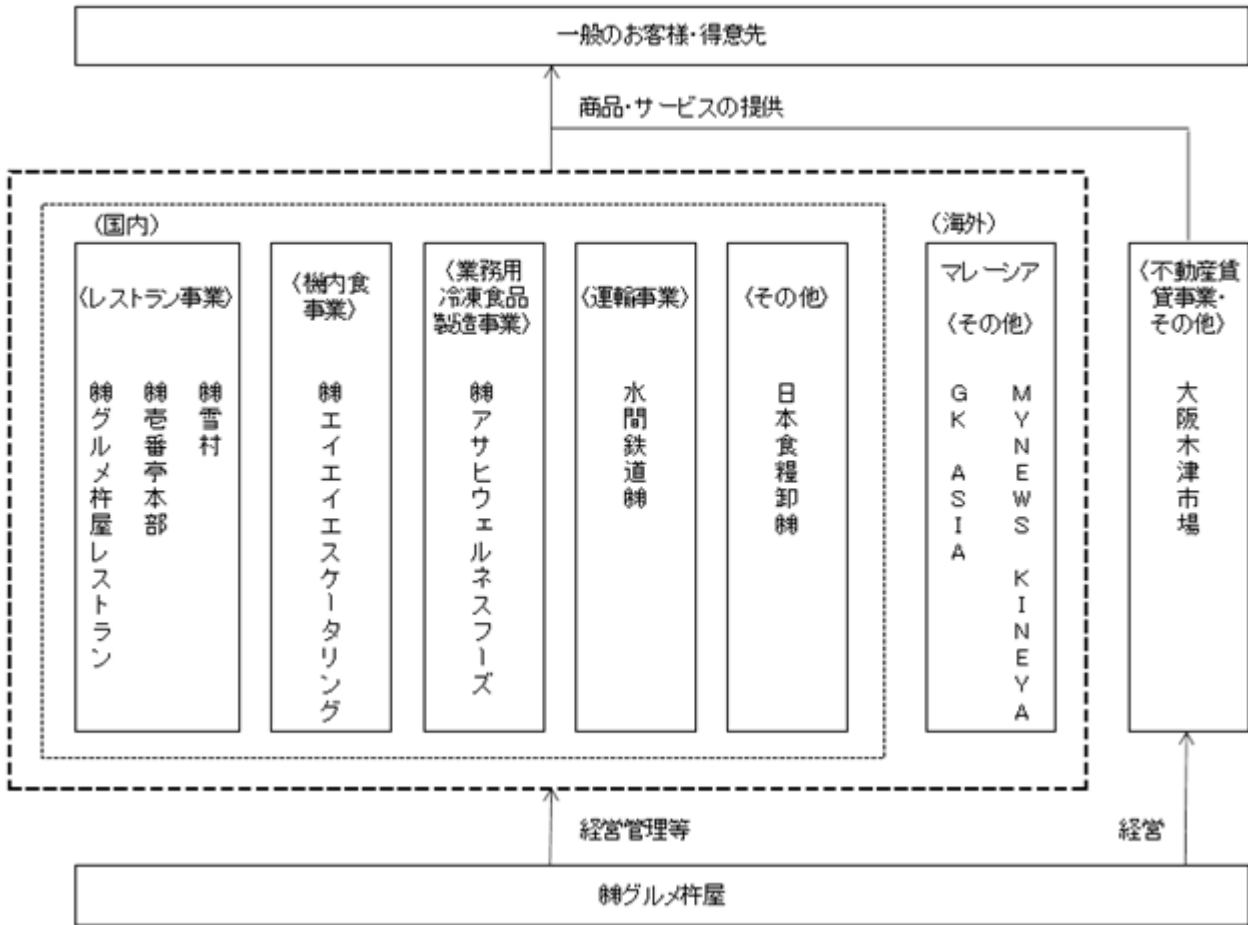 一般のお客様・得意先
商品・サービスの提供
〈国内〉
〈レストラン事業〉
㈱グルメ杵屋レストラン
㈱壱番亭本部
㈱雪村
〈機内食
事業〉
㈱エイエイエスケータリング
〈業務用
冷凍食品
製造事業〉
㈱アサヒウェルネスフーズ
〈運輸事業〉
水間鉄道㈱
〈その他〉
日本食糧卸㈱
〈海外〉
マレーシア
〈その他〉
GK ASIA
MYNEWS KINEYA
〈不動産賃
貸事業・
その他〉
大阪木津市場
経営管理等
経営
㈱グルメ杵屋